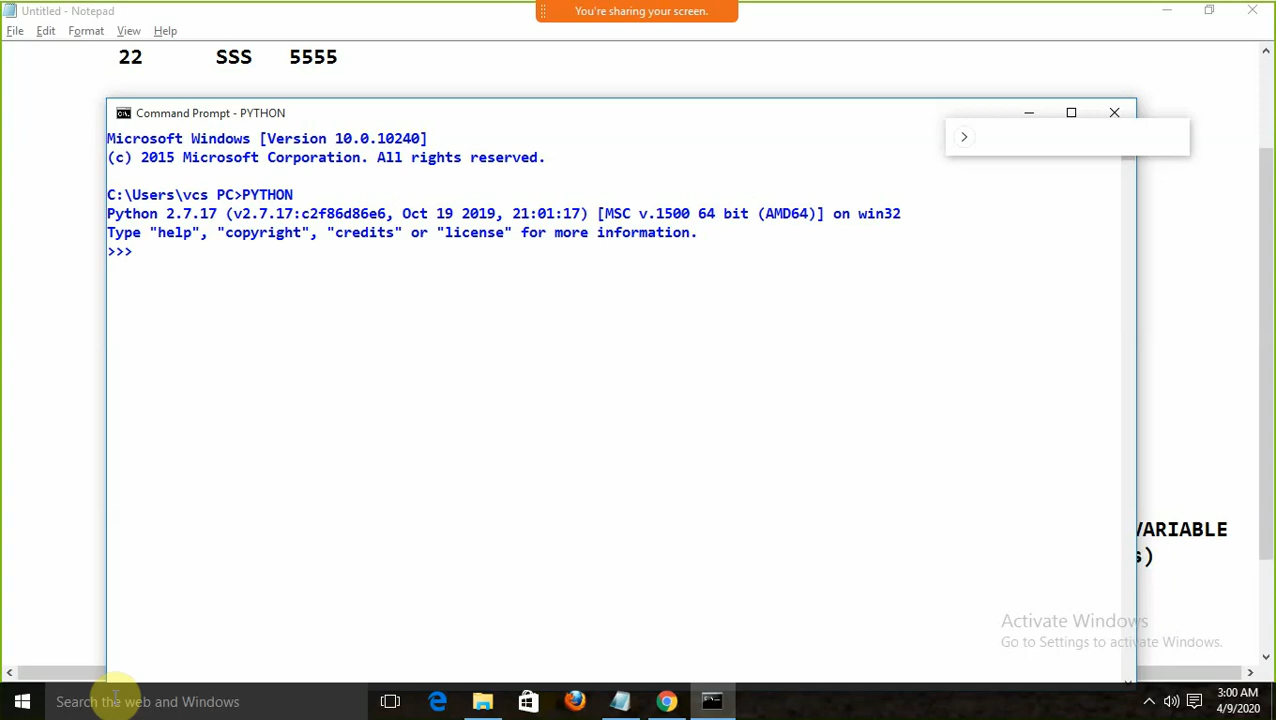 Untitled - Notepad
You're sharing your screen.
File Edit Format View Help
22 SSS 5555
Command Prompt - PYTHON
Microsoft Windows [Version 10.0.10240]
(c) 2015 Microsoft Corporation. All rights reserved.
C:\Users\vcs PC>PYTHON
Python 2.7.17 (v2.7.17:c2f86d86e6, Oct 19 2019, 21:01:17) [MSC v.1500 64 bit (AMD64)] on win32
Type "help", "copyright", "credits" or "license" for more information.
>>>
VARIABLE
s)
Activate Windows
Go to Settings to activate Windows.
Search the web and Windows
3:00 AM
4/9/2020